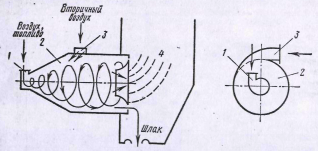 Вторичный
воздух
Воздух,
топливо
1
2
3
4
Шлак
1
3
2